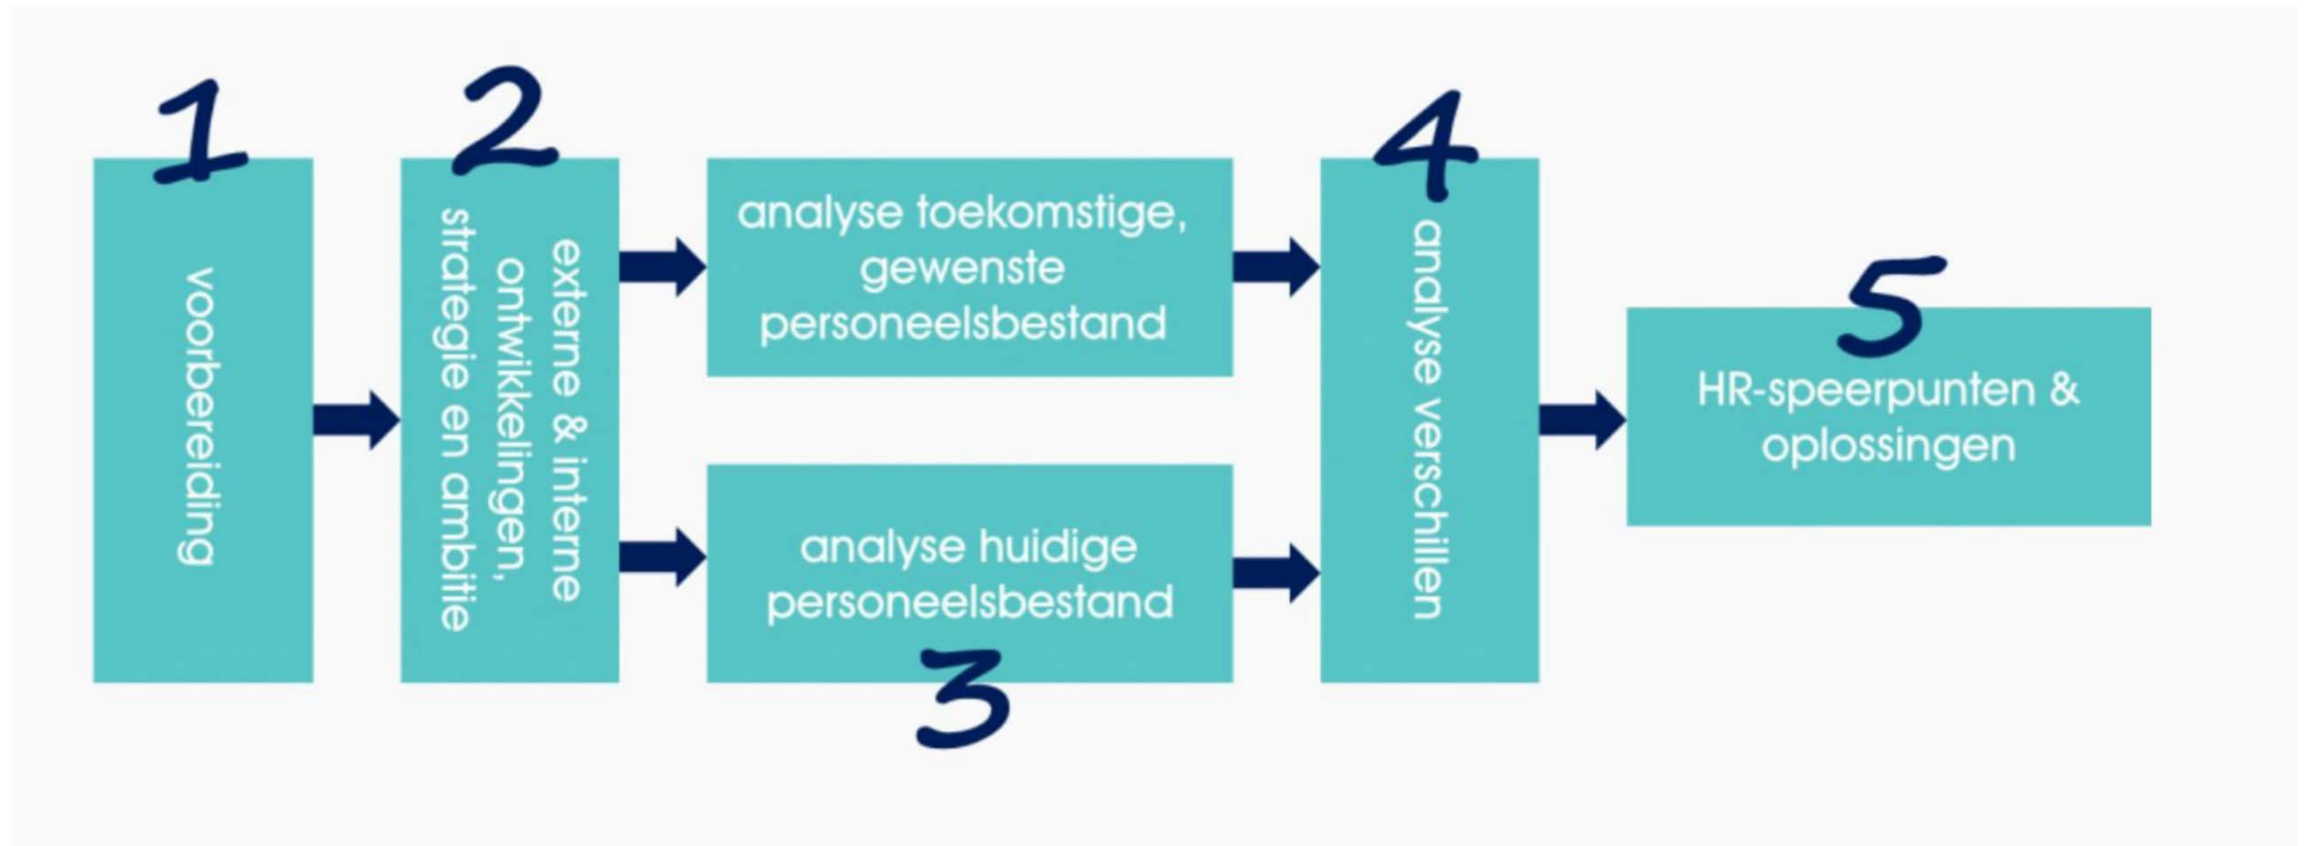 1
voorbereiding
2
externe & interne
ontwikkelingen,
strategie en ambitie
analyse toekomstige,
gewenste
personeelsbestand
analyse huidige
personeelsbestand
3
4
analyse verschillen
5
HR-speerpunten &
oplossingen